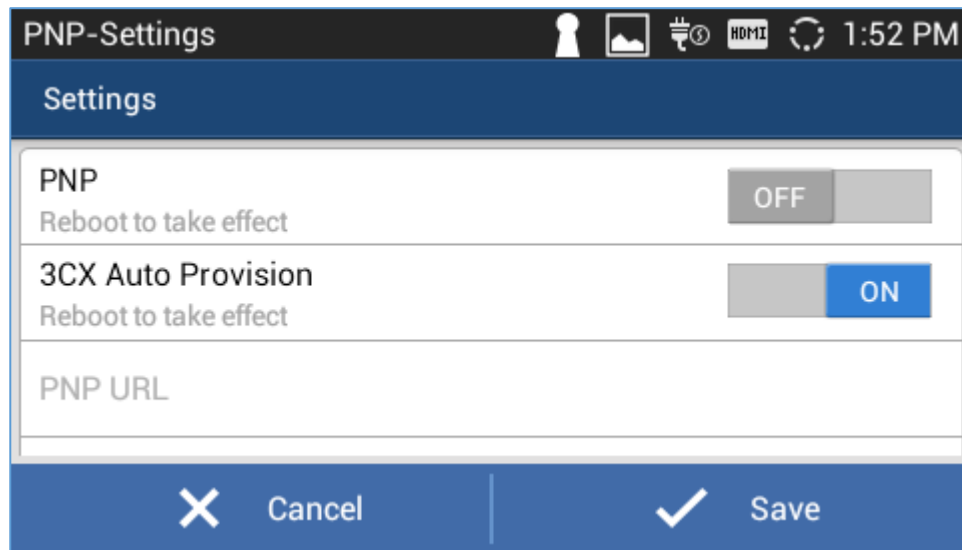 PNP-Settings HDMI 1:52 PM
Settings
PNP
Reboot to take effect
OFF
3CX Auto Provision
Reboot to take effect
ON
PNP URL
Cancel
Save